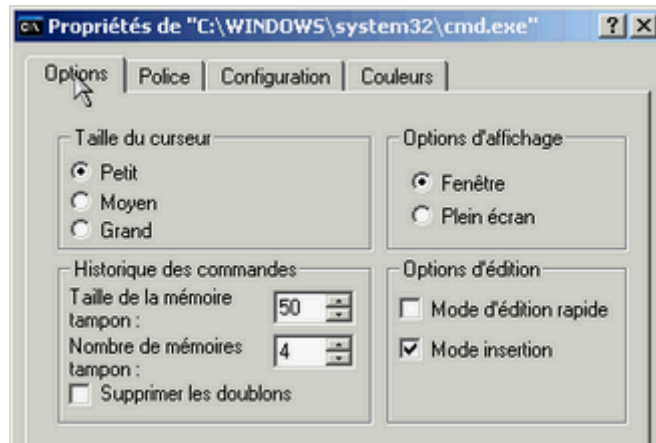 Propriétés de "C:\WINDOWS\system32\cmd.exe"
Options Police Configuration Couleurs
Taille du curseur
Petit
Moyen
Grand
Options d'affichage
Fenêtre
Plein écran
Historique des commandes
Taille de la mémoire
tampon :
50
Nombre de mémoires
tampon :
4
Supprimer les doublons
Options d'édition
Mode d'édition rapide
Mode insertion